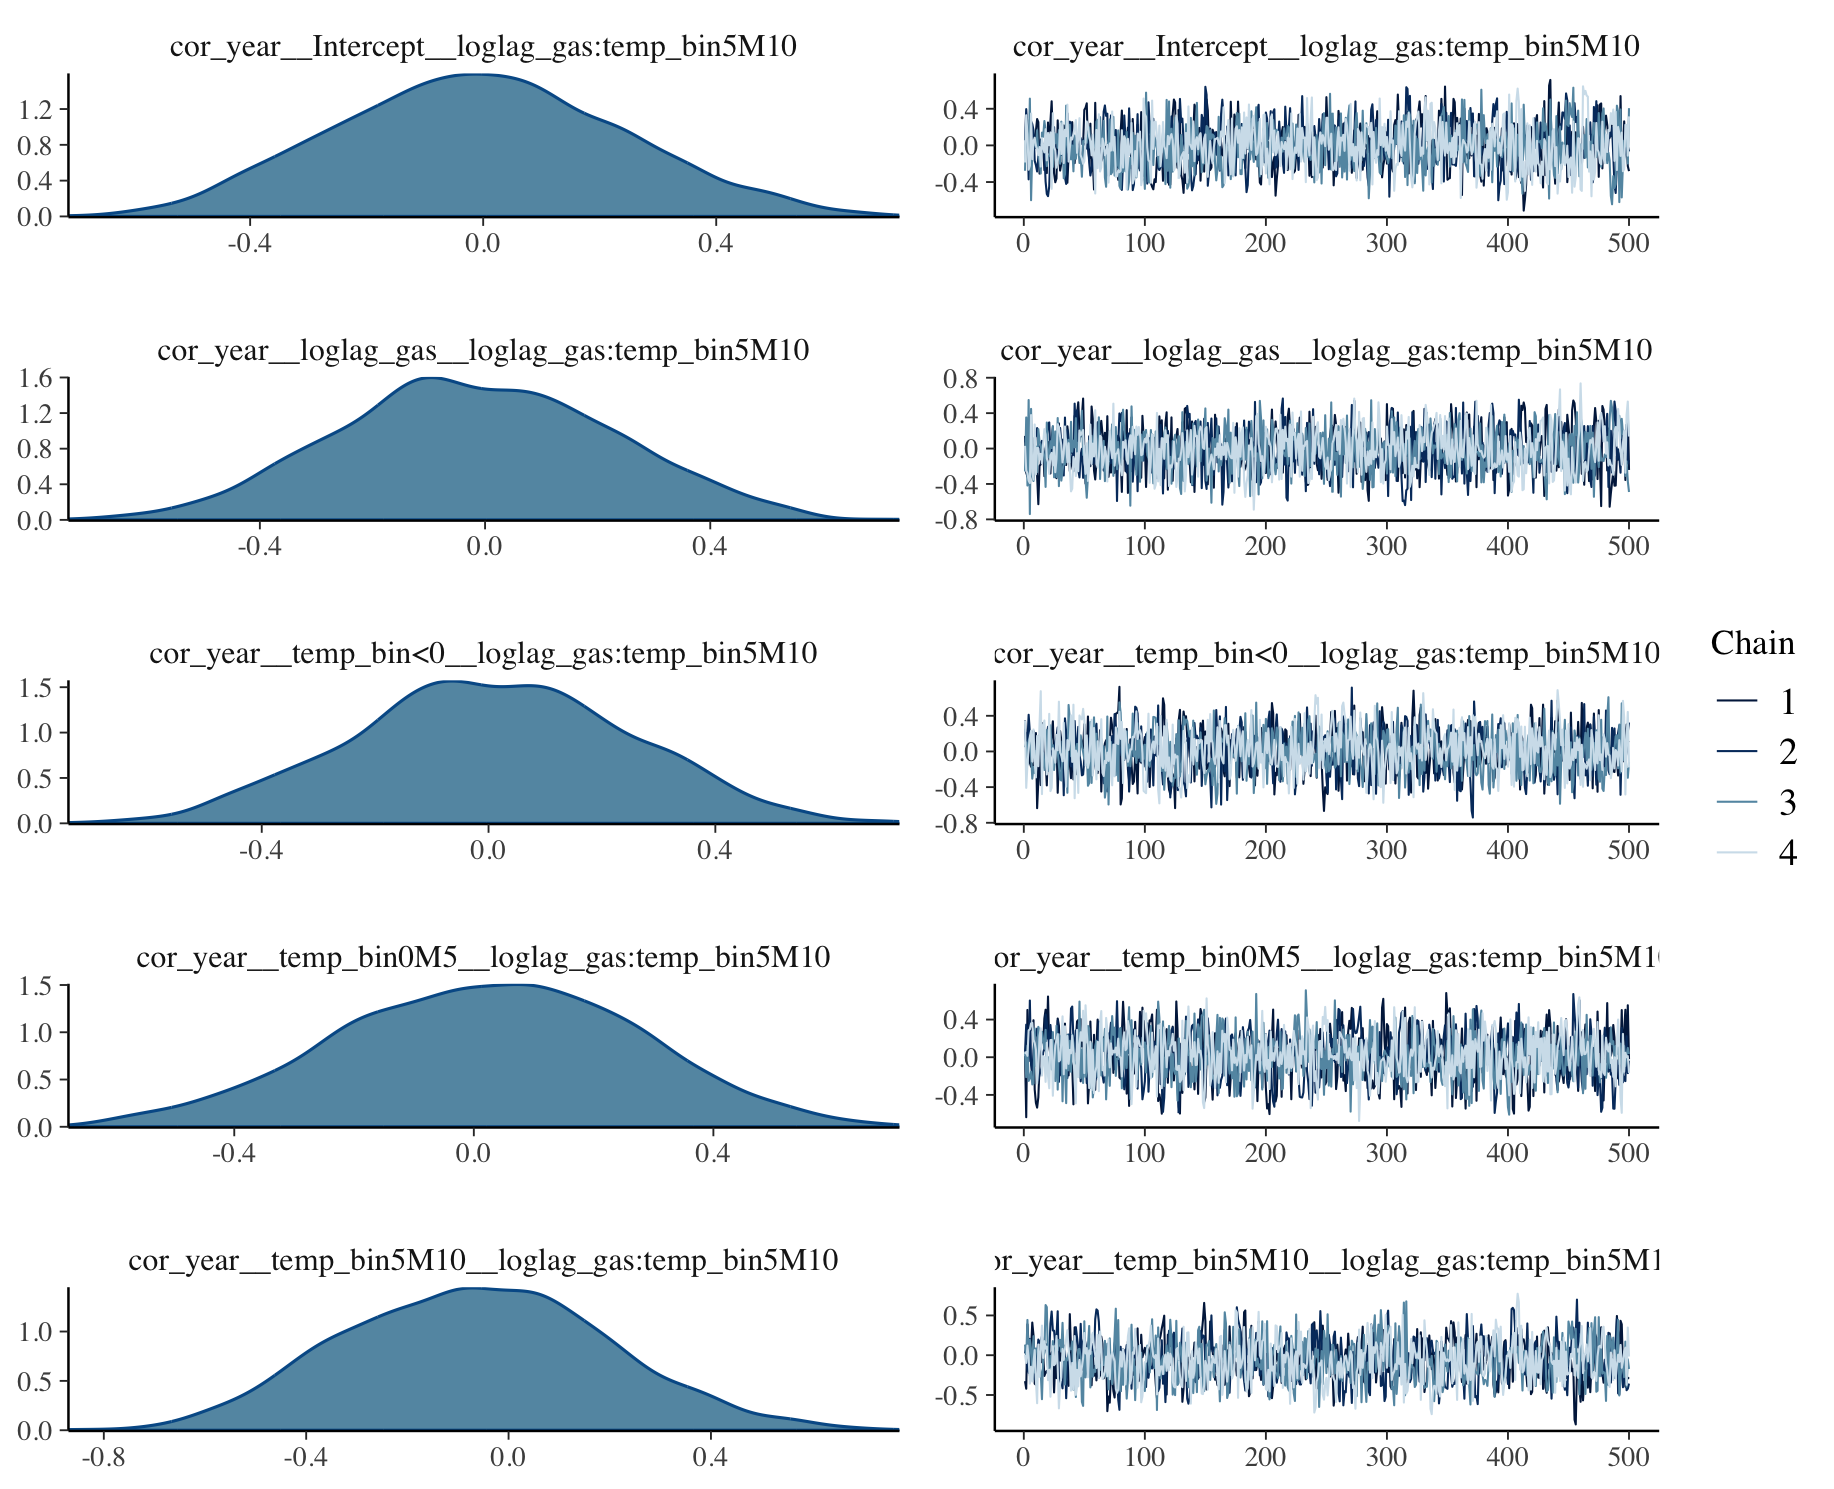 cor_year__Intercept__loglag_gas:temp_bin5M10
1.2
0.8
0.4
0.0
-0.4 0.0 0.4
cor_year__Intercept__loglag_gas:temp_bin5M10
0.4
0.0
-0.4
0 100 200 300 400 500
cor_year__loglag_gas__loglag_gas:temp_bin5M10
1.6
1.2
0.8
0.4
0.0
-0.4 0.0 0.4
cor_year__loglag_gas__loglag_gas:temp_bin5M10
0.8
0.4
0.0
-0.4
-0.8
0 100 200 300 400 500
cor_year__temp_bin<0__loglag_gas:temp_bin5M10
1.5
1.0
0.5
0.0
-0.4 0.0 0.4
cor_year__temp_bin<0__loglag_gas:temp_bin5M10
0.4
0.0
-0.4
-0.8
0 100 200 300 400 500
cor_year__temp_bin0M5__loglag_gas:temp_bin5M10
1.5
1.0
0.5
0.0
-0.4 0.0 0.4
or_year__temp_bin0M5__loglag_gas:temp_bin5M1
0.4
0.0
-0.4
0 100 200 300 400 500
cor_year__temp_bin5M10__loglag_gas:temp_bin5M10
1.0
0.5
0.0
-0.8 -0.4 0.0 0.4
or_year__temp_bin5M10__loglag_gas:temp_bin5M1
0.5
0.0
-0.5
0 100 200 300 400 500
Chain
1
2
3
4